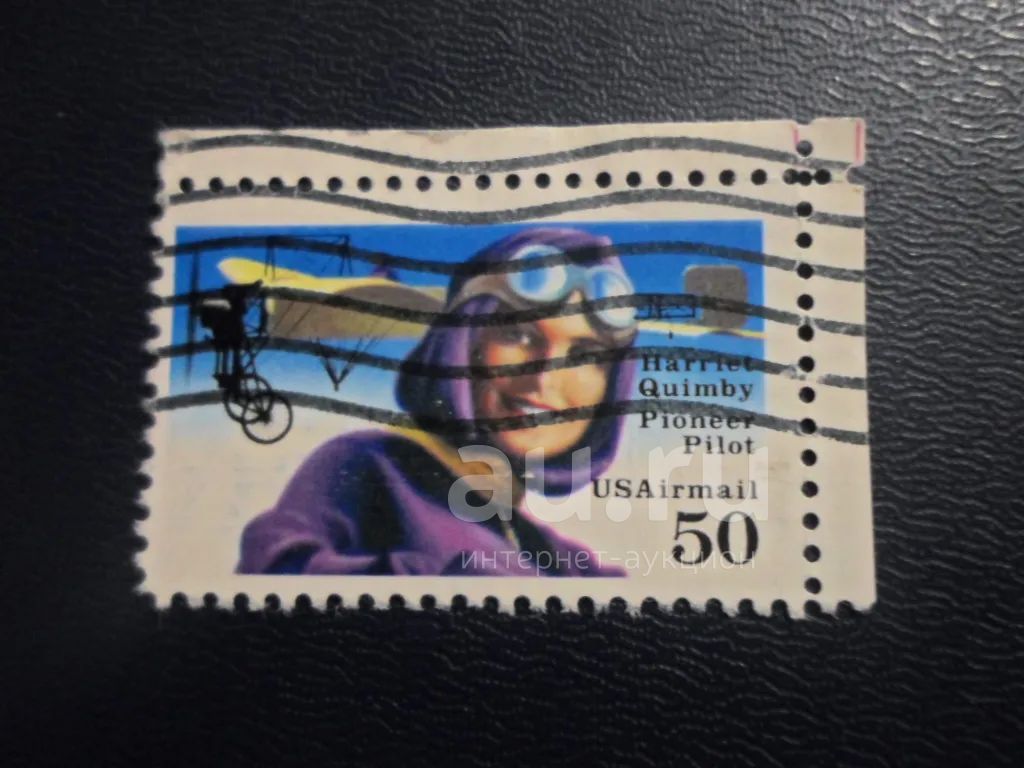 Harriet
Quimby
Pioneer
Pilot
USAirmail
50
au.ru
интернет-аукцион